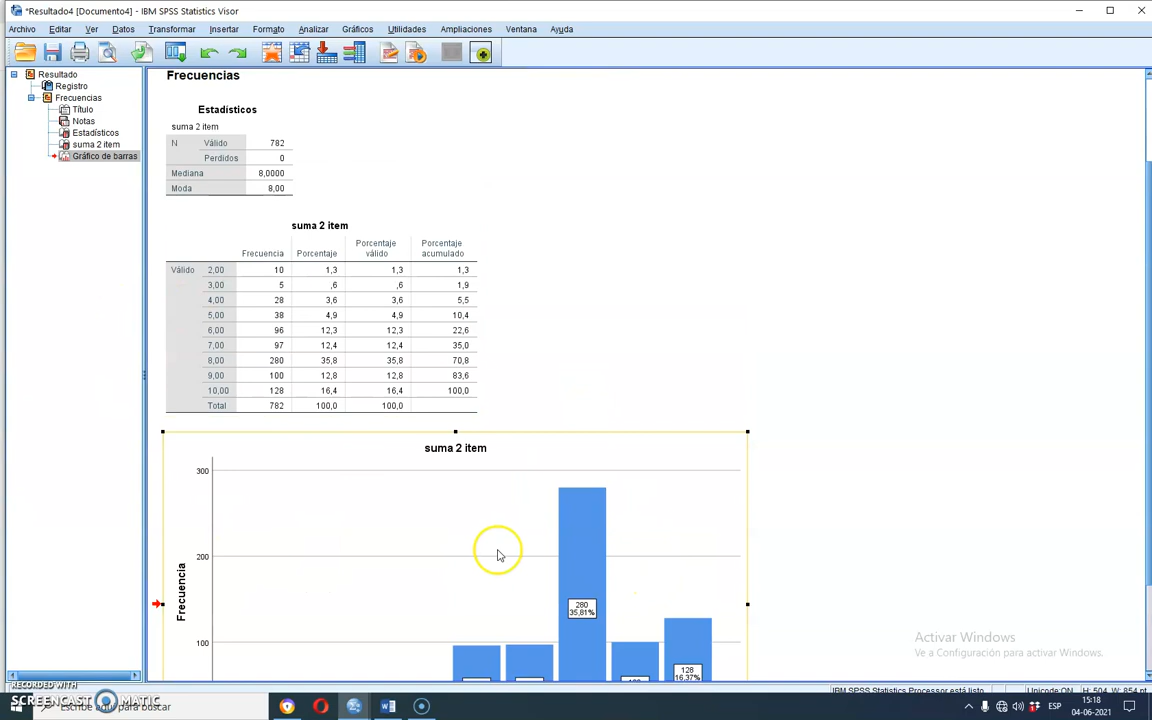 *Resultado4 [Documento4] - IBM SPSS Statistics Visor
Archivo Editar Ver Datos Transformar Insertar Formato Analizar Gráficos Utilidades Ampliaciones Ventana Ayuda
Resultado
Registro
Frecuencias
Título
Notas
Estadísticos
suma 2 item
Gráfico de barras
Frecuencias
Estadísticos
suma 2 item
N Válido 782
Perdidos 0
Mediana 8,0000
Moda 8,00
suma 2 item
Frecuencia Porcentaje Porcentaje válido Porcentaje acumulado
Válido 2,00 10 1,3 1,3 1,3
3,00 5 ,6 ,6 1,9
4,00 28 3,6 3,6 5,5
5,00 38 4,9 4,9 10,4
6,00 96 12,3 12,3 22,6
7,00 97 12,4 12,4 35,0
8,00 280 35,8 35,8 70,8
9,00 100 12,8 12,8 83,6
10,00 128 16,4 16,4 100,0
Total 782 100,0 100,0
suma 2 item
300
200
100
Frecuencia
280
35,81%
128
16,37%
Activar Windows
Ve a Configuración para activar Windows.
IBM SPSS Statistics Processor está listo Unicode:ON H: 504, W: 854 pt
RECORDED WITH
SCREENCAST MATIC
Escribe aquí para buscar
ESP
15:18
04-06-2021